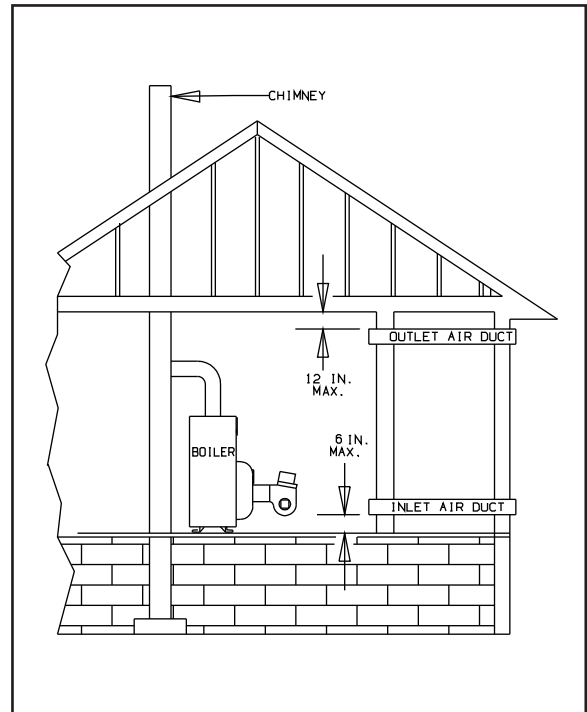 CHIMNEY
OUTLET AIR DUCT
12 IN.
MAX.
6 IN.
MAX.
BOILER
INLET AIR DUCT